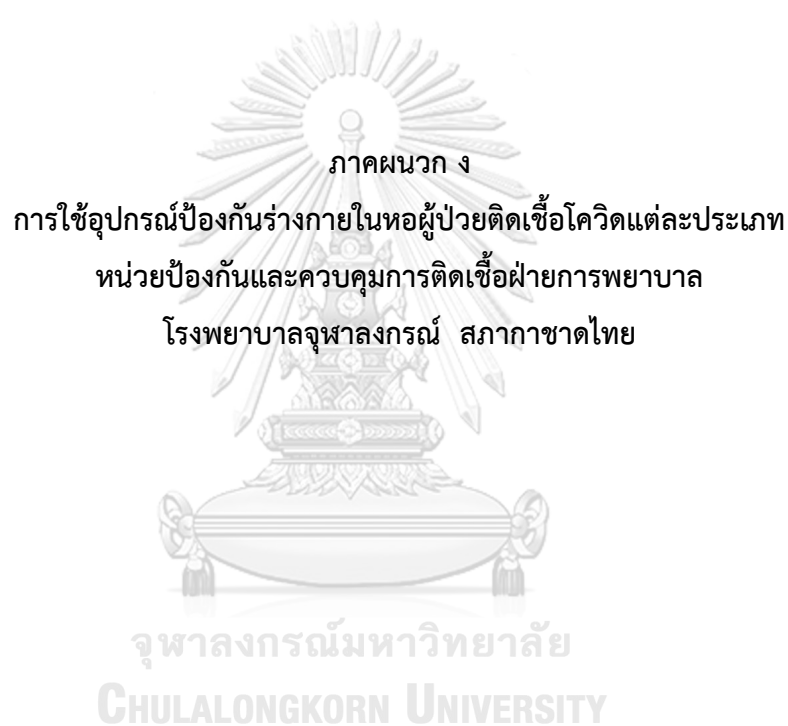 ภาคผนวก ง
การใช้อุปกรณ์ป้องกันร่างกายในหอผู้ป่วยติดเชื้อโควิดแต่ละประเภท
หน่วยป้องกันและควบคุมการติดเชื้อฝ่ายการพยาบาล
โรงพยาบาลจุฬาลงกรณ์ สภากาชาดไทย
จุฬาลงกรณ์มหาวิทยาลัย
CHULALONGKORN UNIVERSITY